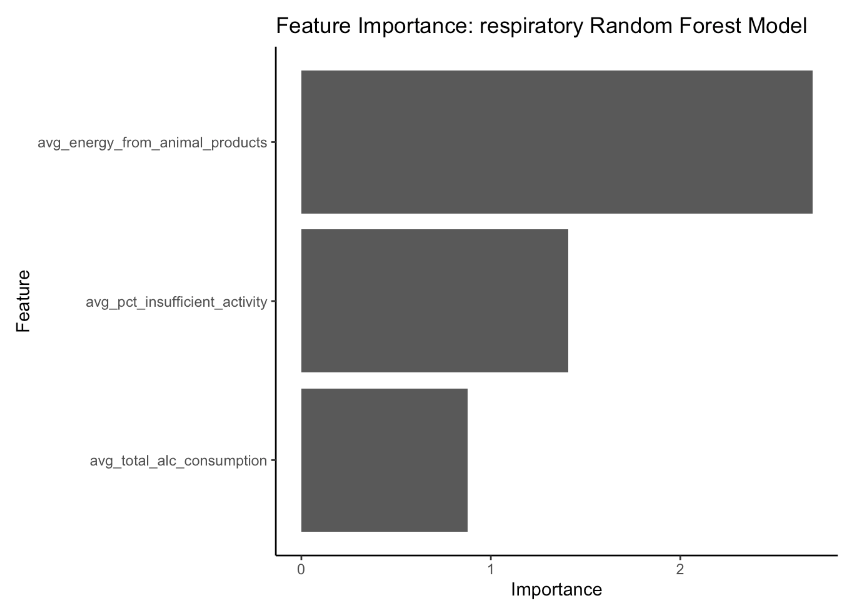 Feature Importance: respiratory Random Forest Model
avg_energy_from_animal_products
avg_pct_insufficient_activity
avg_total_alc_consumption
Feature
0
1
2
Importance